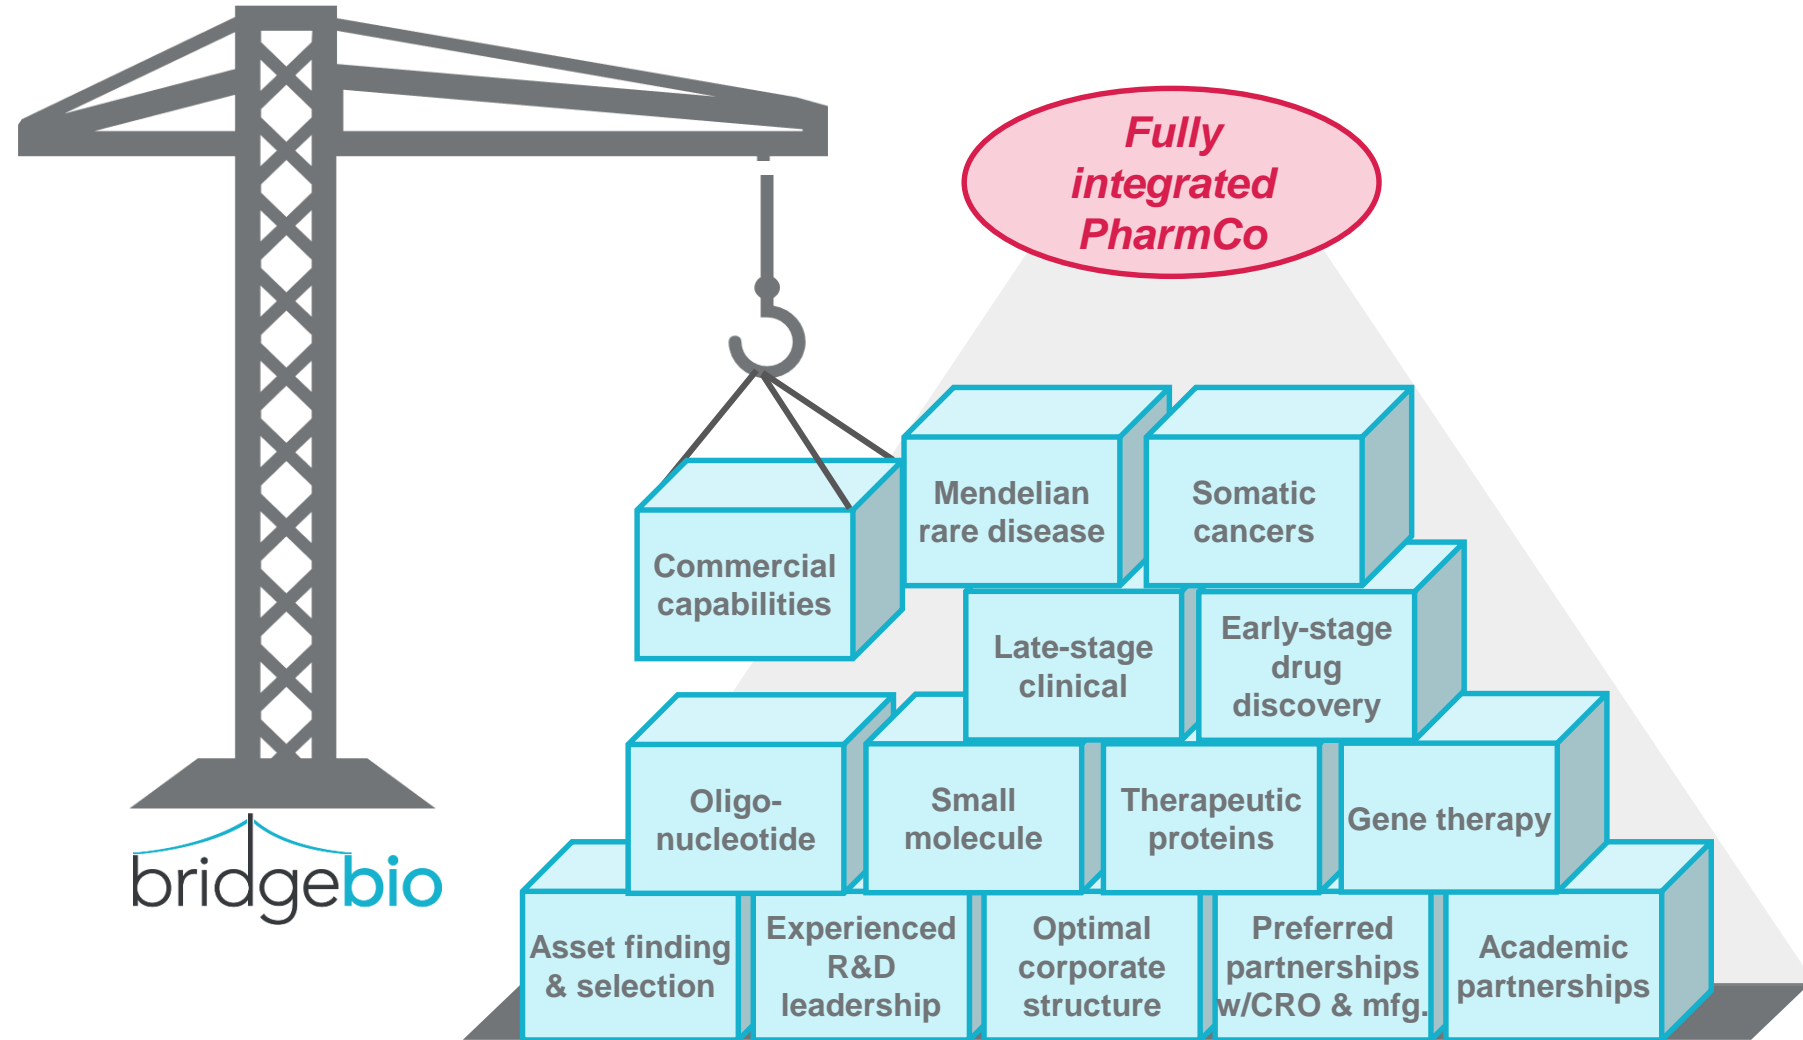 Fully
integrated
PharmCo
Mendelian
rare disease
Somatic
cancers
Commercial
capabilities
Late-stage
clinical
Early-stage
drug
discovery
Oligo-
nucleotide
Small
molecule
Therapeutic
proteins
Gene therapy
bridgebio
Asset finding
& selection
Experienced
R&D
leadership
Optimal
corporate
structure
Preferred
partnerships
w/CRO & mfg.
Academic
partnerships